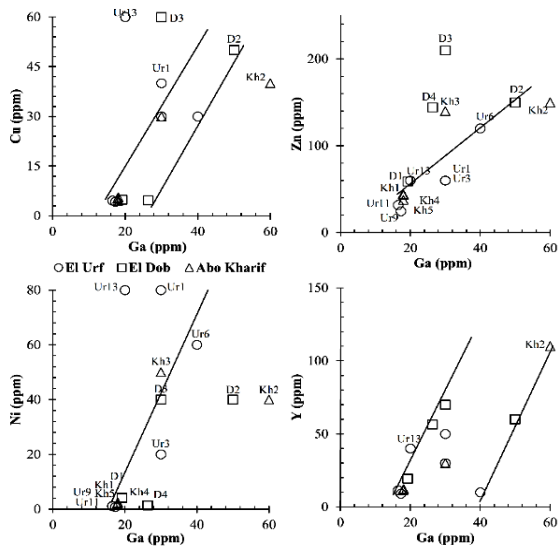 60
45
30
15
0
Cu (ppm)
Ur13
D3
D2
Ur1
Kh2
0 20 40 60
Ga (ppm)
200
100
0
Zn (ppm)
D3
D4
Kh3
D2
Ur6
Kh2
D1
Ur13
Ur1
Ur3
Kh1
Kh4
Ur11
Kh5
Ur9
0 20 40 60
Ga (ppm)
El Urf El Dob Abo Kharif
80
60
40
20
0
Ni (ppm)
Ur13
Ur1
Ur6
Kh3
D3
D2
Kh2
Ur3
D1
Kh1
Ur9
Kh5
Kh4
D4
Ur11
0 20 40 60
Ga (ppm)
150
100
50
0
Y (ppm)
Kh2
Ur13
0 20 40 60
Ga (ppm)